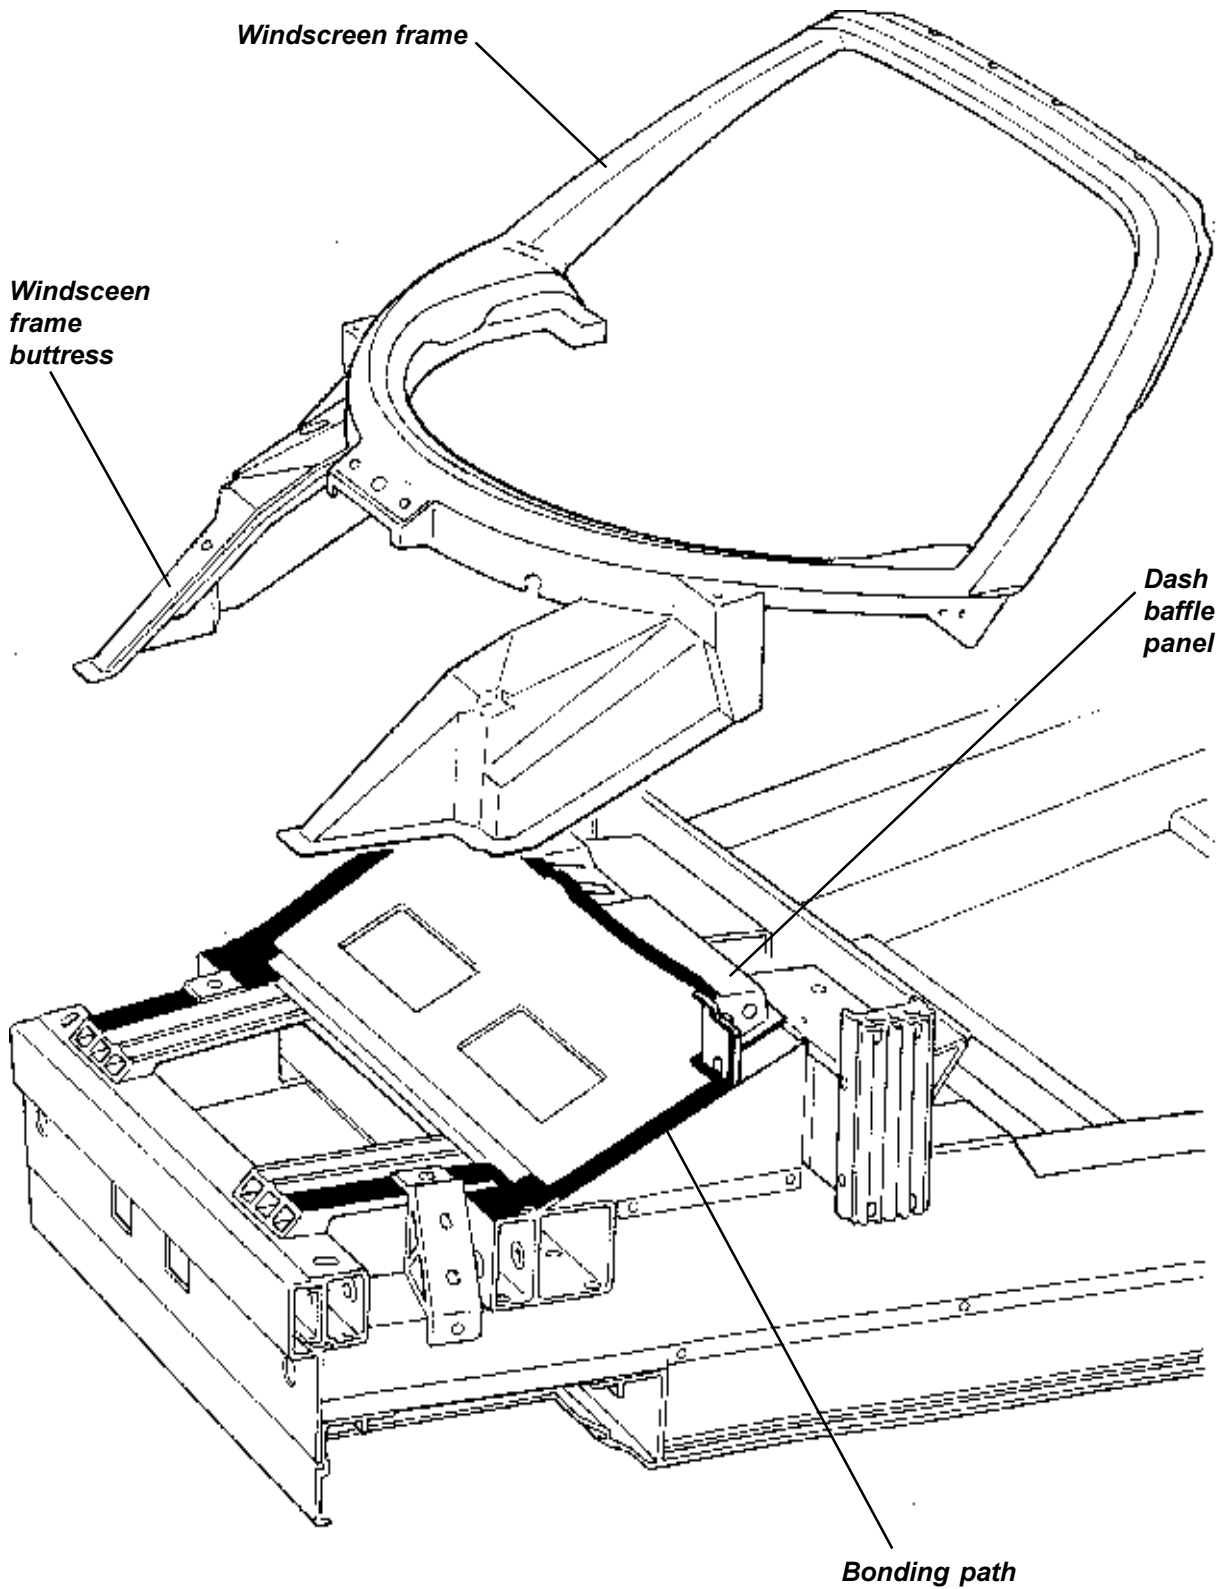 Windscreen frame
Windsceen
frame
buttress
Dash
baffle
panel
Bonding path